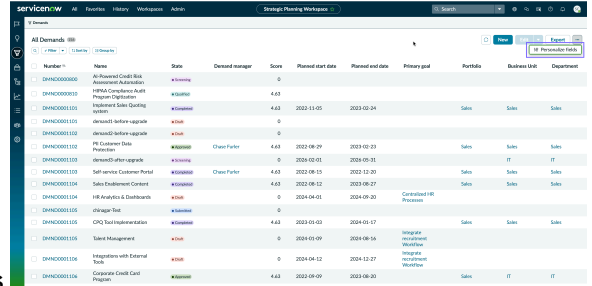 servicenow All Favorites History Workspaces Admin Strategic Planning Workspace Search
Demands
All Demands New Export
Filter Sort by Group by Personalize fields
Number Name State Demand manager Score Planned start date Planned end date Primary goal Portfolio Business Unit Department
DMND0000800 AI-Powered Credit Risk Assessment Automation Screening 0
DMND0000810 HIPAA Compliance Audit Program Digitization Qualified 4.63
DMND0001101 Implement Sales Quoting system Completed 4.63 2022-11-05 2023-02-24 Sales Sales Sales
DMND0001101 demand1-before-upgrade Draft 0
DMND0001102 demand2-before-upgrade Draft 0
DMND0001102 PII Customer Data Protection Approved Chase Furler 4.63 2022-08-29 2023-02-23 Sales Sales Sales
DMND0001103 demand3-after-upgrade Screening 0 2026-02-01 2026-05-31 IT IT
DMND0001103 Self-service Customer Portal Completed Chase Furler 4.63 2022-08-15 2022-12-20 Sales Sales Sales
DMND0001104 Sales Enablement Content Completed 4.63 2022-08-12 2023-08-27 Sales Sales Sales
DMND0001104 HR Analytics & Dashboards Draft 0 2024-04-01 2024-09-20 Centralized HR Processes
DMND0001105 chinagar-Test Submitted 0
DMND0001105 CPQ Tool Implementation Completed 4.63 2023-01-03 2024-01-17 Sales Sales Sales
DMND0001105 Talent Management Draft 0 2024-01-09 2024-08-16 Integrate recruitment Workflow
DMND0001106 Integrations with External Tools Draft 0 2024-04-12 2024-12-27 Integrate recruitment Workflow
DMND0001106 Corporate Credit Card Program Approved 4.63 2022-09-09 2023-08-20 Sales IT IT